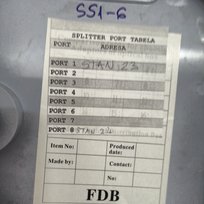 SS1-6
SPLITTER PORT TABELA
PORT ADRESA
PORT 1 STAN 23
PORT 2
PORT 3
PORT 4
PORT 5
PORT 6
PORT 7
PORT 8 STAN 24
Item No: Produced date:
Made by: Contact:
No:
FDB